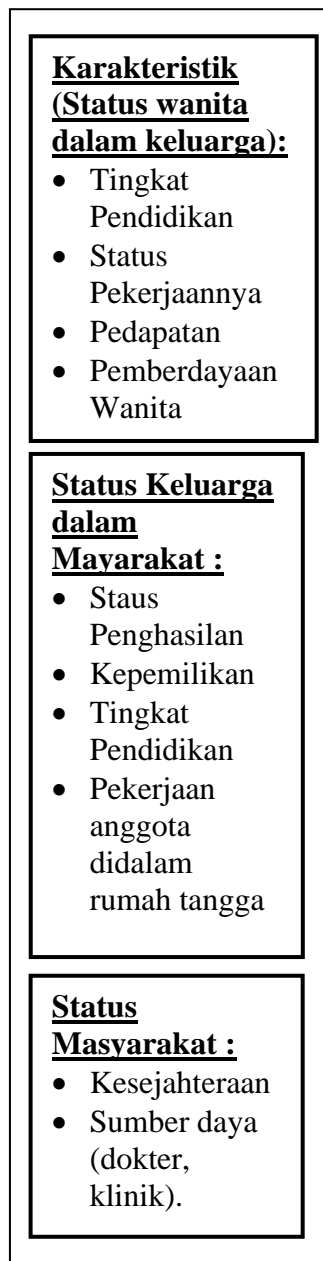 Karakteristik
(Status wanita
dalam keluarga):
• Tingkat
Pendidikan
• Status
Pekerjaannya
• Pedapatan
• Pemberdayaan
Wanita
Status Keluarga
dalam
Mayarakat :
• Staus
Penghasilan
• Kepemilikan
• Tingkat
Pendidikan
• Pekerjaan
anggota
didalam
rumah tangga
Status
Masyarakat :
• Kesejahteraan
• Sumber daya
(dokter,
klinik).